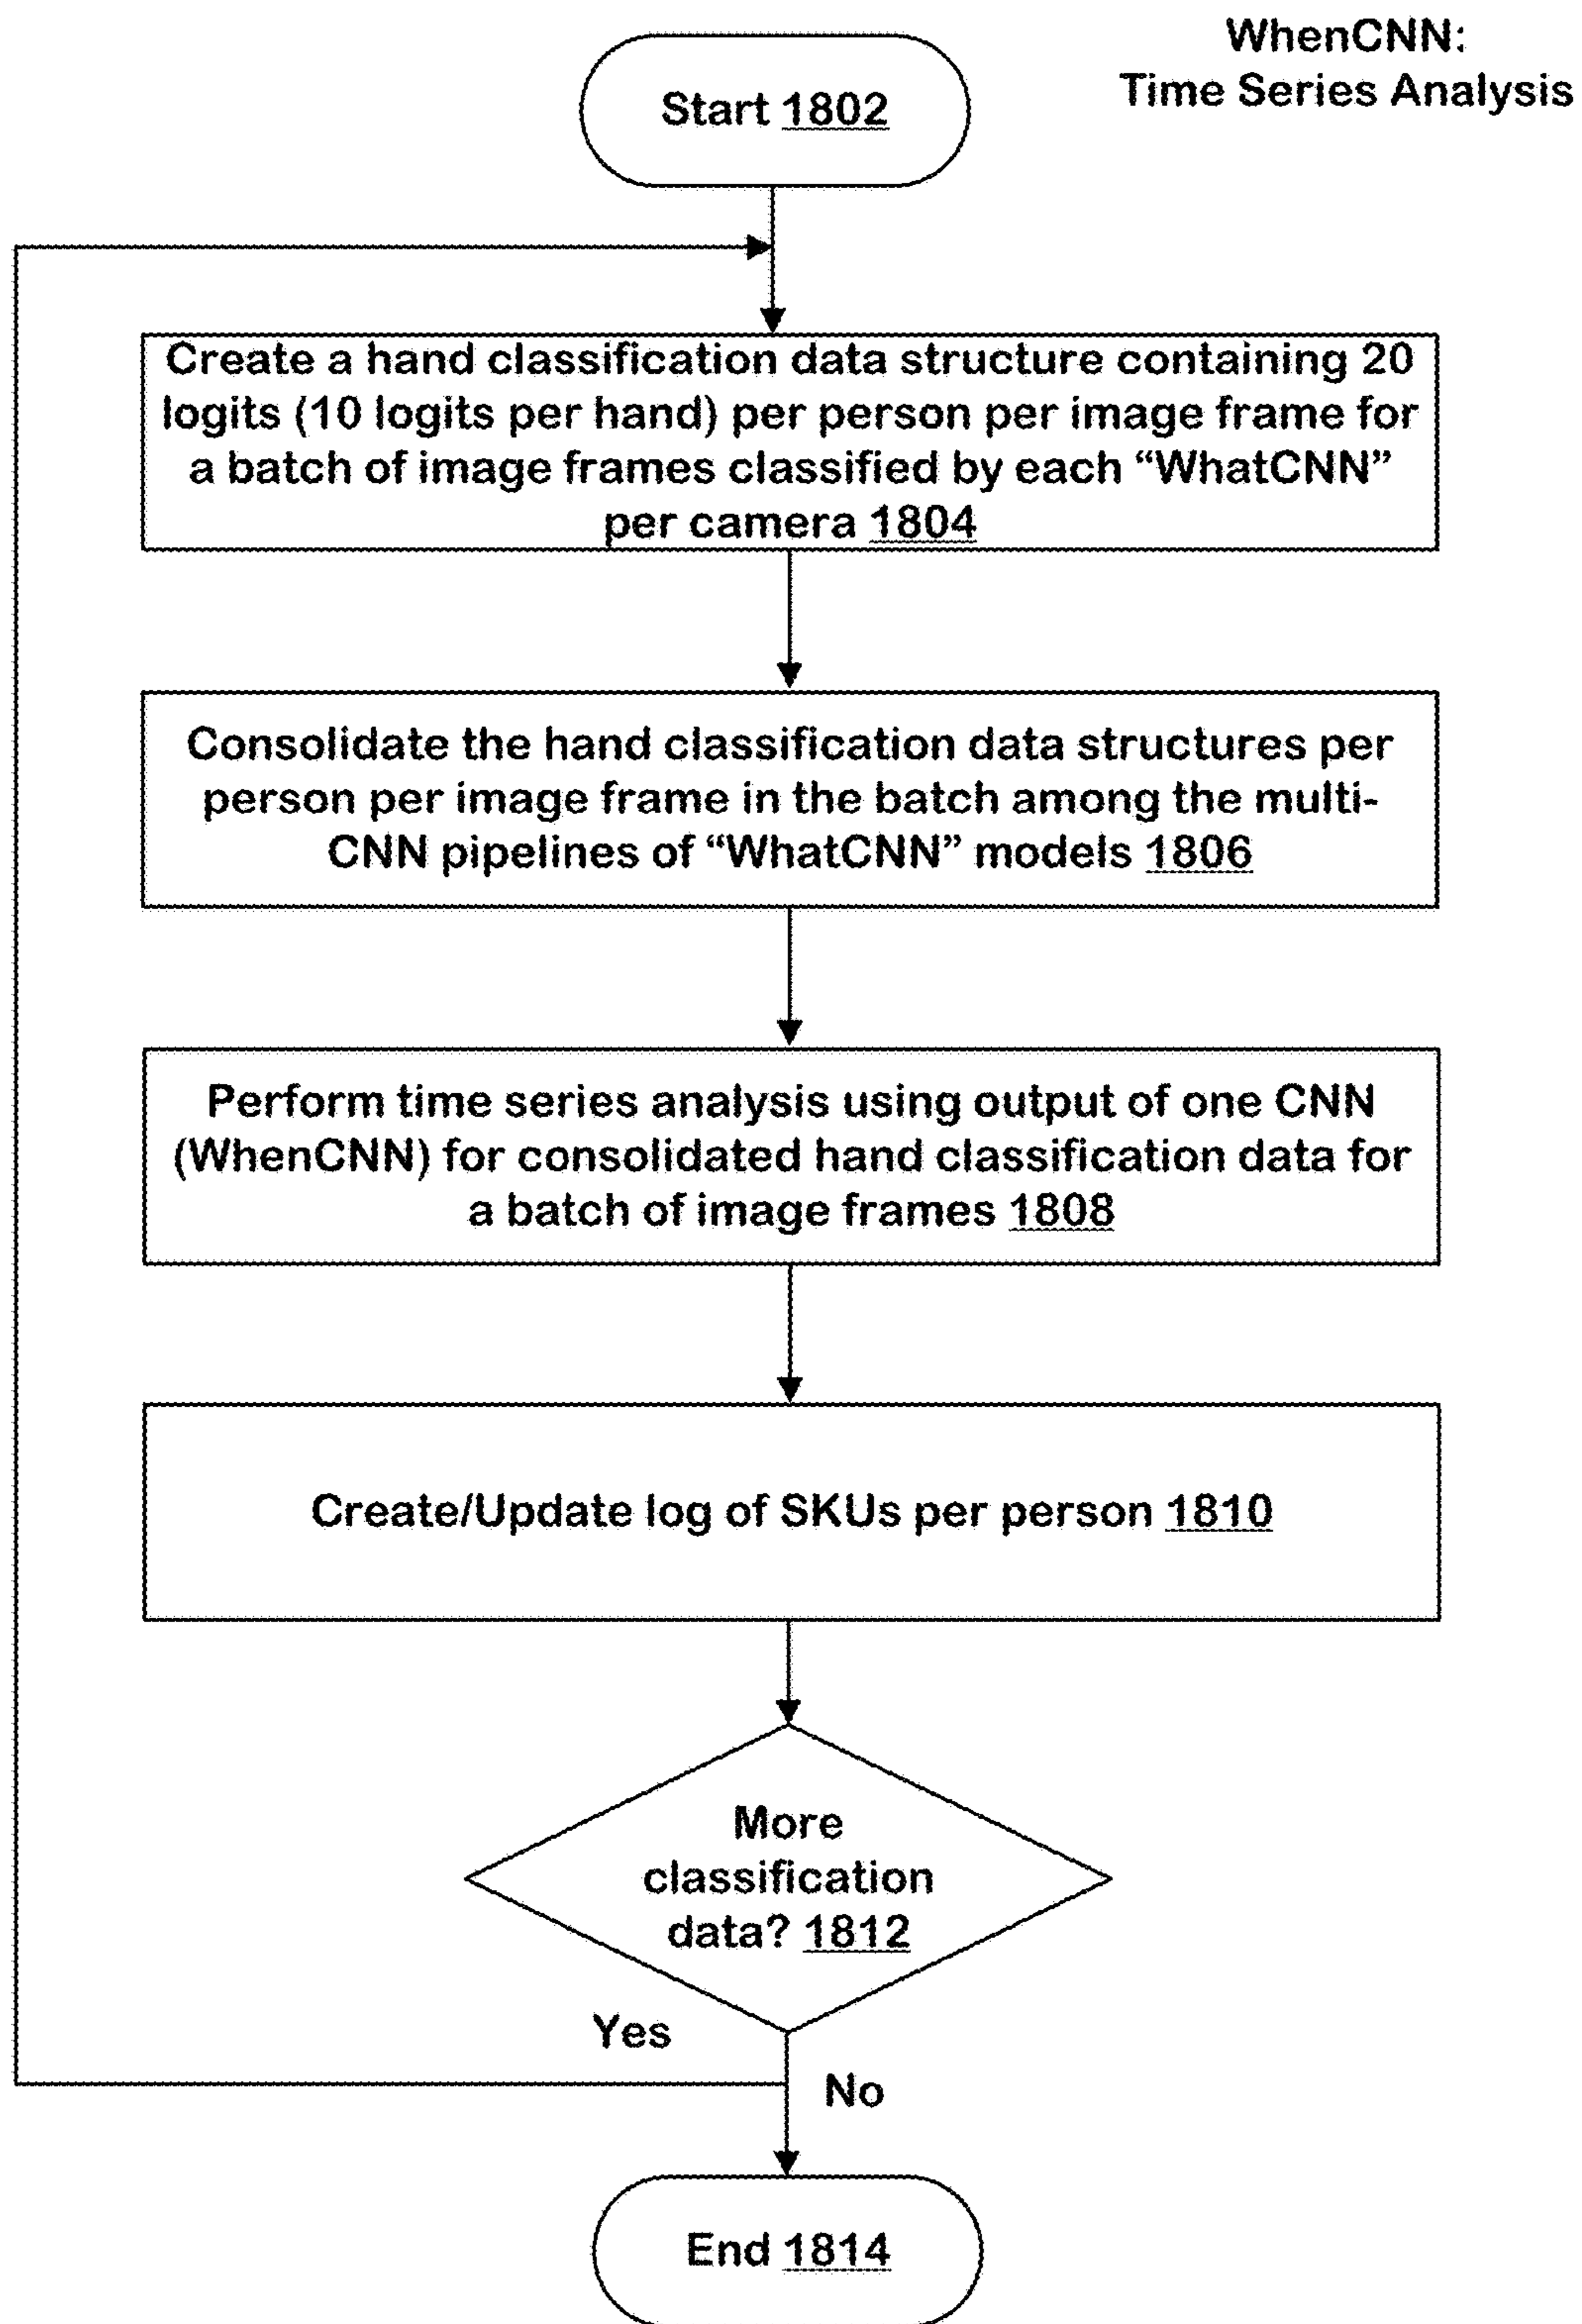 WhenCNN:
Time Series Analysis
Start 1802
Create a hand classification data structure containing 20
logits (10 logits per hand) per person per image frame for
a batch of image frames classified by each “WhatCNN”
per camera 1804
Consolidate the hand classification data structures per
person per image frame in the batch among the multi-
CNN pipelines of “WhatCNN” models 1806
Perform time series analysis using output of one CNN
(WhenCNN) for consolidated hand classification data for
a batch of image frames 1808
Create/Update log of SKUs per person 1810
More
classification
data? 1812
Yes
No
End 1814